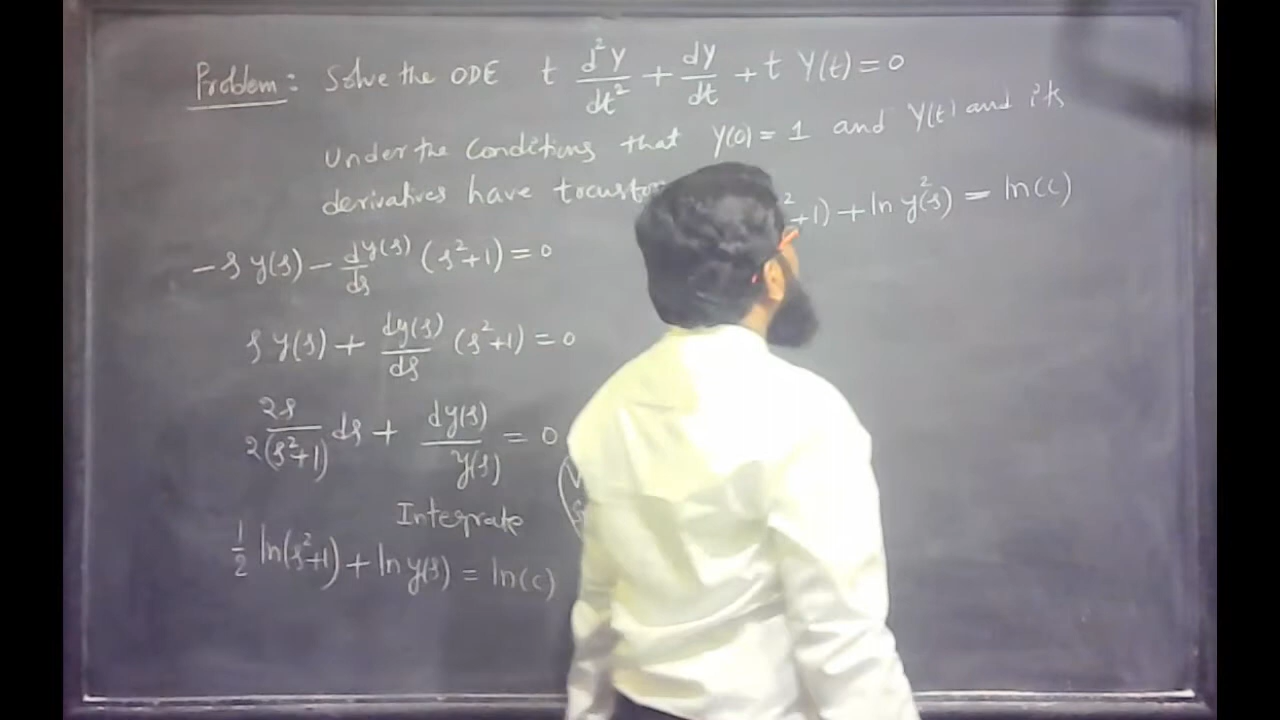 Problem: Solve the ODE t d²Y/dt² + dY/dt + t Y(t) = 0
Under the Conditions that Y(0) = 1 and Y(t) and its
derivatives have
²+1) + ln y²(s) = ln(c)
-s y(s) - dy(s)/ds (s²+1) = 0
s y(s) + dy(s)/ds (s²+1) = 0
2s/2(s²+1) ds + dy(s)/y(s) = 0
Integrate
1/2 ln(s²+1) + ln y(s) = ln(c)